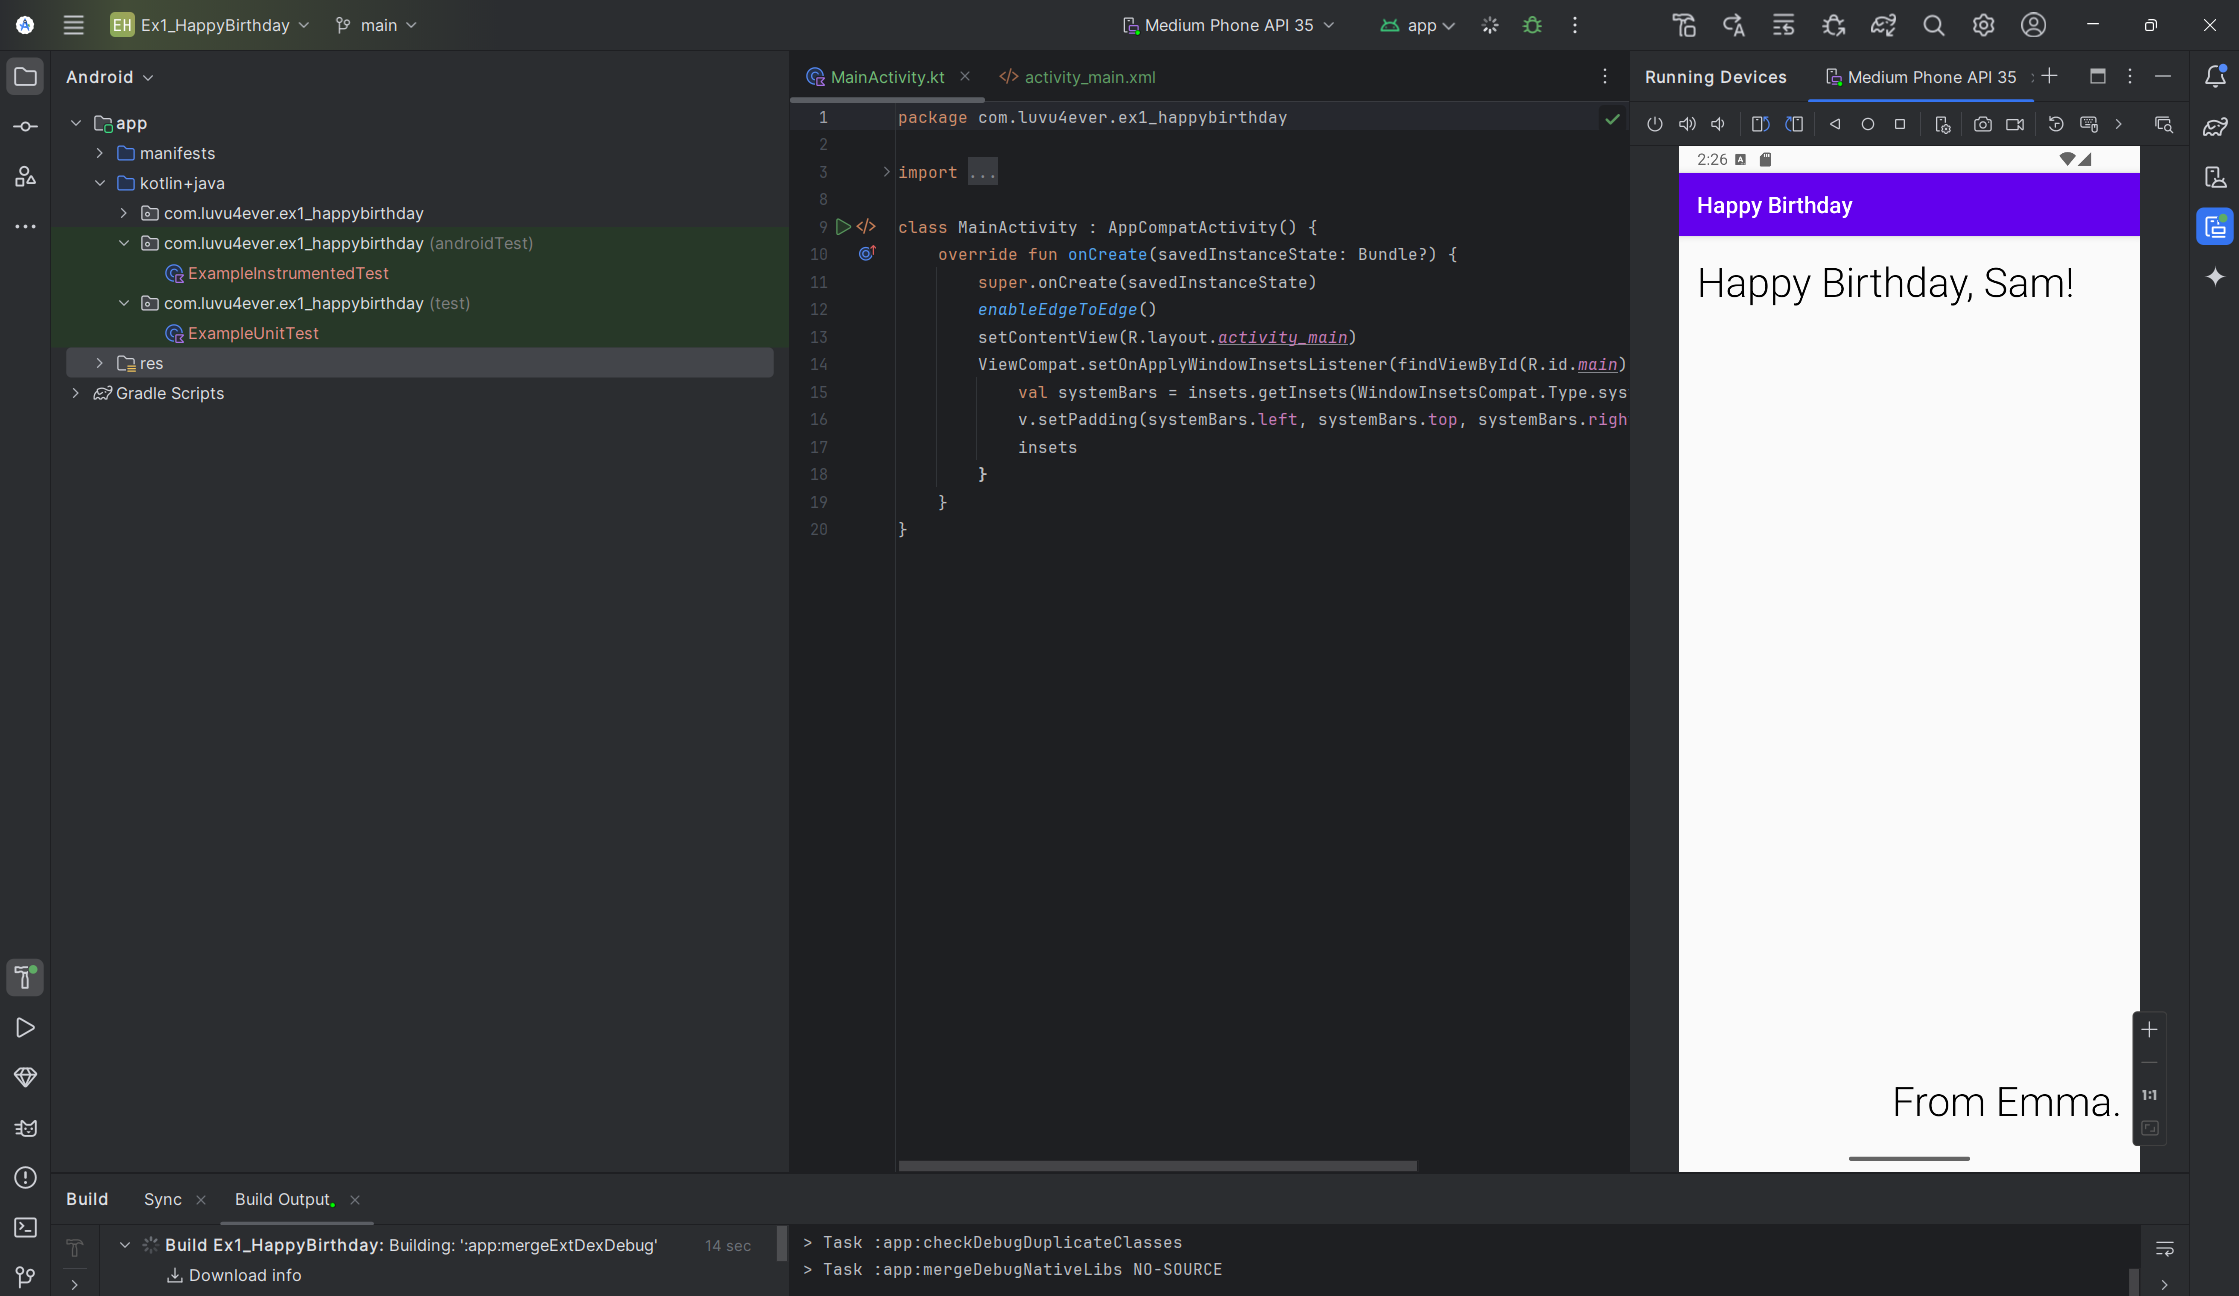 EH Ex1_HappyBirthday main Medium Phone API 35 app
Android
app
manifests
kotlin+java
com.luvu4ever.ex1_happybirthday
com.luvu4ever.ex1_happybirthday (androidTest)
ExampleInstrumentedTest
com.luvu4ever.ex1_happybirthday (test)
ExampleUnitTest
res
Gradle Scripts
MainActivity.kt activity_main.xml
1 package com.luvu4ever.ex1_happybirthday
2
3 import ...
8
9 class MainActivity : AppCompatActivity() {
10 override fun onCreate(savedInstanceState: Bundle?) {
11 super.onCreate(savedInstanceState)
12 enableEdgeToEdge()
13 setContentView(R.layout.activity_main)
14 ViewCompat.setOnApplyWindowInsetsListener(findViewById(R.id.main)
15 val systemBars = insets.getInsets(WindowInsetsCompat.Type.sys
16 v.setPadding(systemBars.left, systemBars.top, systemBars.righ
17 insets
18 }
19 }
20 }
Running Devices Medium Phone API 35
2:26
Happy Birthday
Happy Birthday, Sam!
From Emma.
1:1
Build Sync Build Output
Build Ex1_HappyBirthday: Building: ':app:mergeExtDexDebug' 14 sec
Download info
> Task :app:checkDebugDuplicateClasses
> Task :app:mergeDebugNativeLibs NO-SOURCE